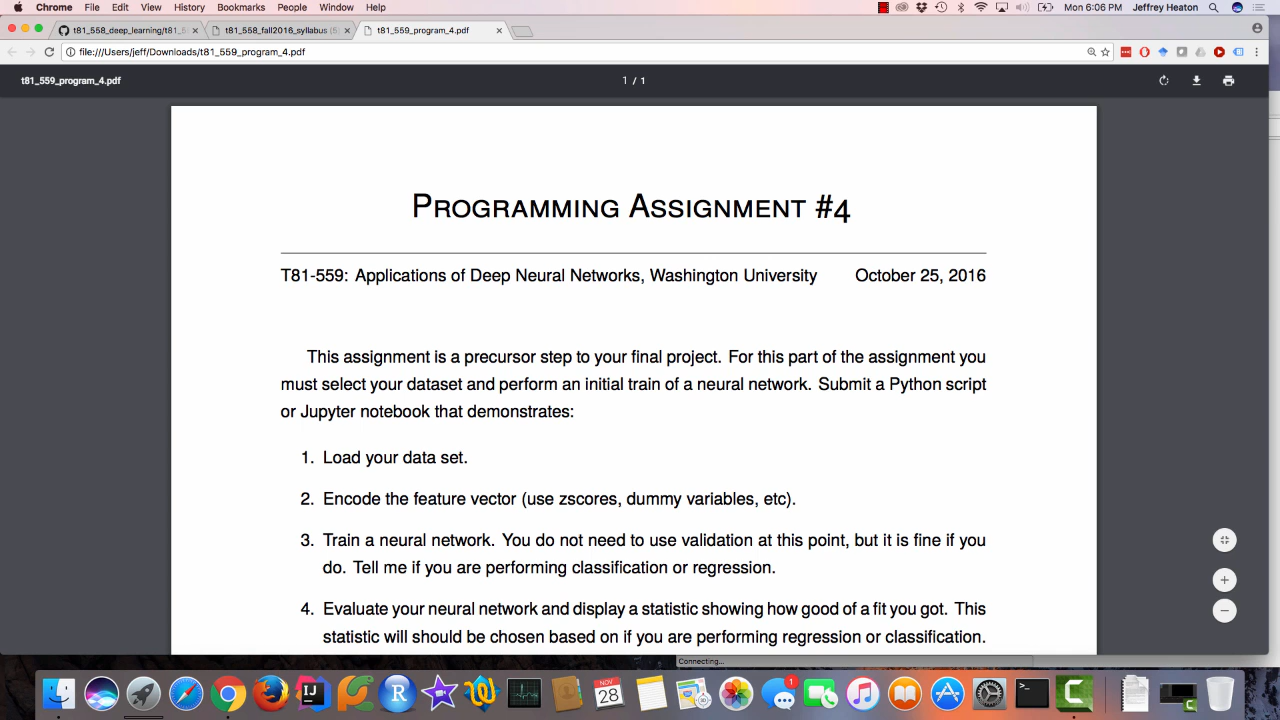 Chrome File Edit View History Bookmarks People Window Help Mon 6:06 PM Jeffrey Heaton
t81_558_deep_learning/t81_5 t81_558_fall2016_syllabus (5 t81_559_program_4.pdf
file:///Users/jeff/Downloads/t81_559_program_4.pdf
t81_559_program_4.pdf 1 / 1
PROGRAMMING ASSIGNMENT #4
T81-559: Applications of Deep Neural Networks, Washington University October 25, 2016
This assignment is a precursor step to your final project. For this part of the assignment you
must select your dataset and perform an initial train of a neural network. Submit a Python script
or Jupyter notebook that demonstrates:
1. Load your data set.
2. Encode the feature vector (use zscores, dummy variables, etc).
3. Train a neural network. You do not need to use validation at this point, but it is fine if you
do. Tell me if you are performing classification or regression.
4. Evaluate your neural network and display a statistic showing how good of a fit you got. This
statistic will should be chosen based on if you are performing regression or classification.
Connecting...
NOV
28
1